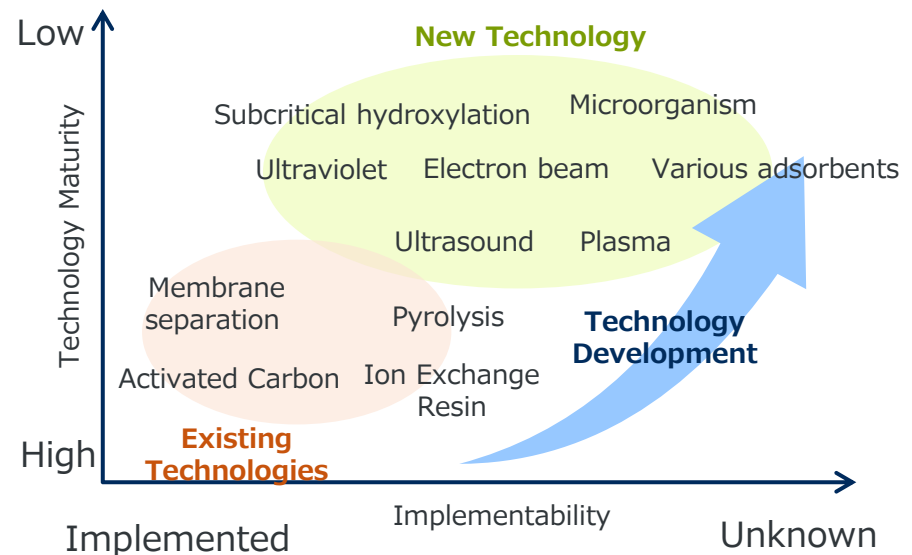 Low
New Technology
Technology Maturity
Subcritical hydroxylation
Microorganism
Ultraviolet
Electron beam
Various adsorbents
Ultrasound
Plasma
Membrane
separation
Pyrolysis
Technology
Development
Activated Carbon
Ion Exchange
Resin
Existing
Technologies
High
Implementability
Implemented
Unknown